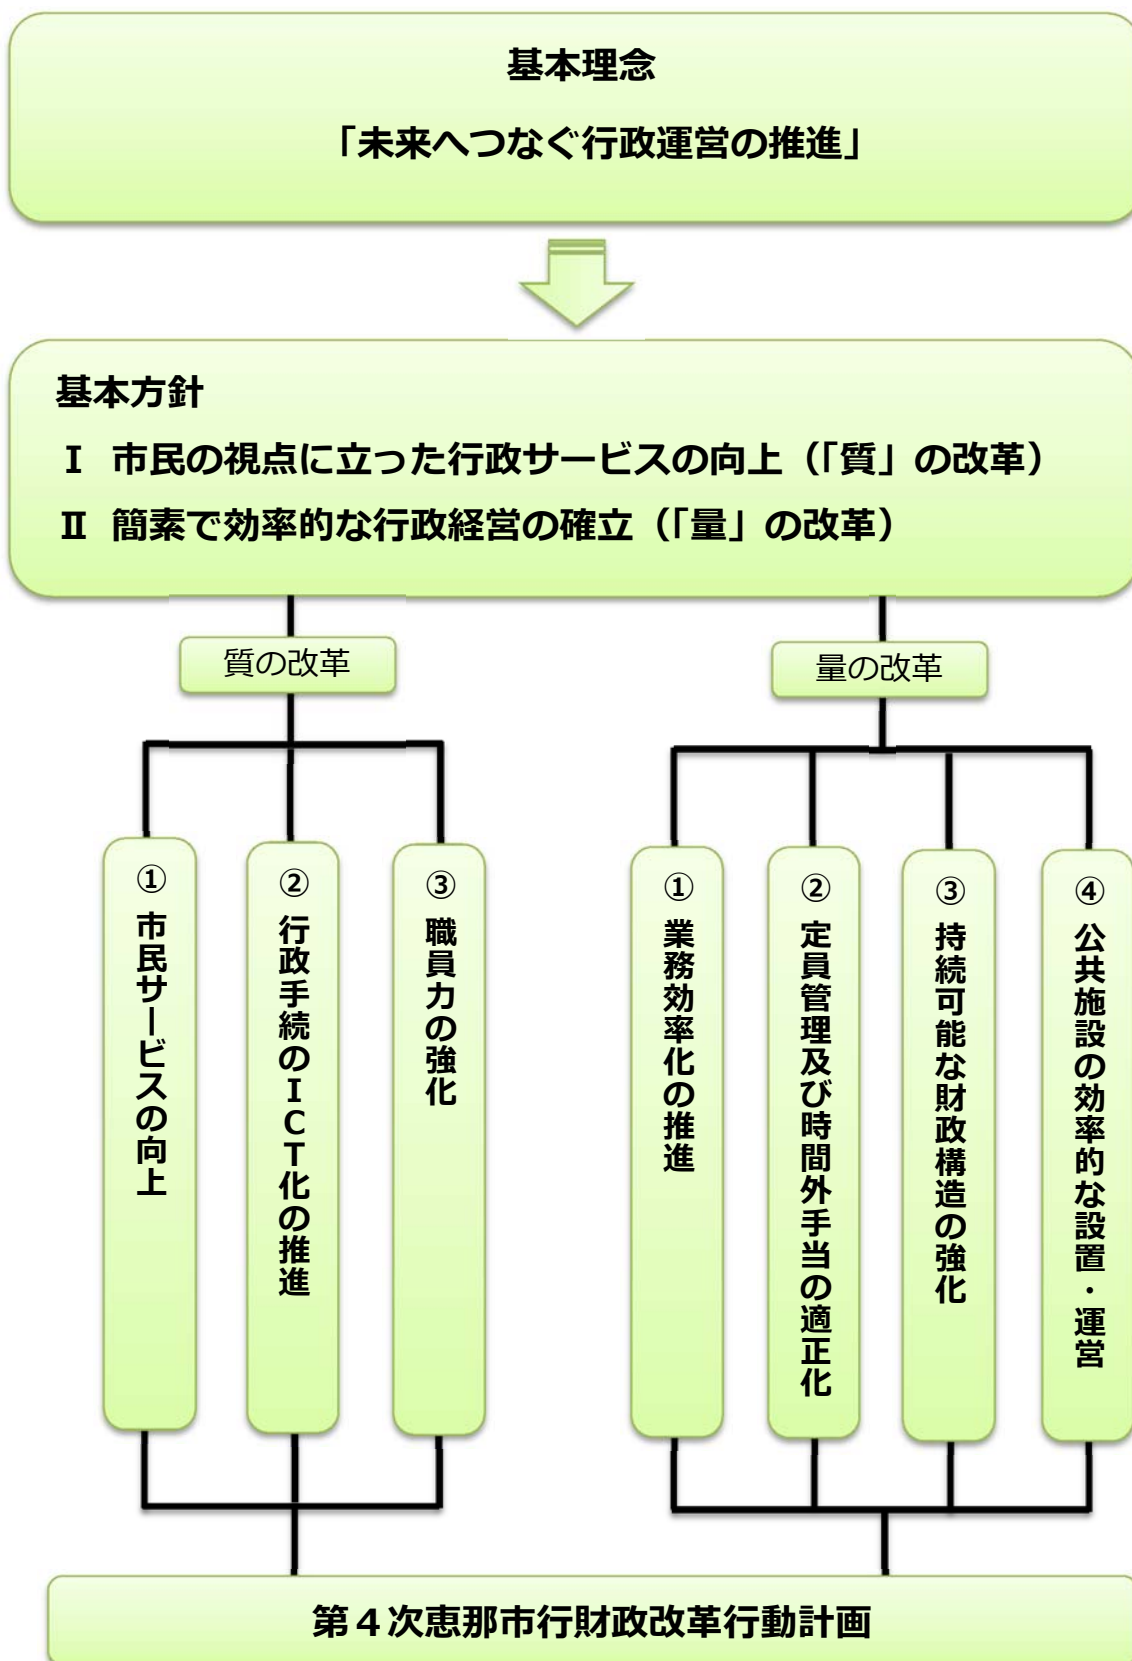 基本理念
「未来へつなぐ行政運営の推進」
基本方針
Ⅰ 市民の視点に立った行政サービスの向上（「質」の改革）
Ⅱ 簡素で効率的な行政経営の確立（「量」の改革）
質の改革
量の改革
① 市民サービスの向上
② 行政手続のICT化の推進
③ 職員力の強化
① 業務効率化の推進
② 定員管理及び時間外手当の適正化
③ 持続可能な財政構造の強化
④ 公共施設の効率的な設置・運営
第４次恵那市行財政改革行動計画